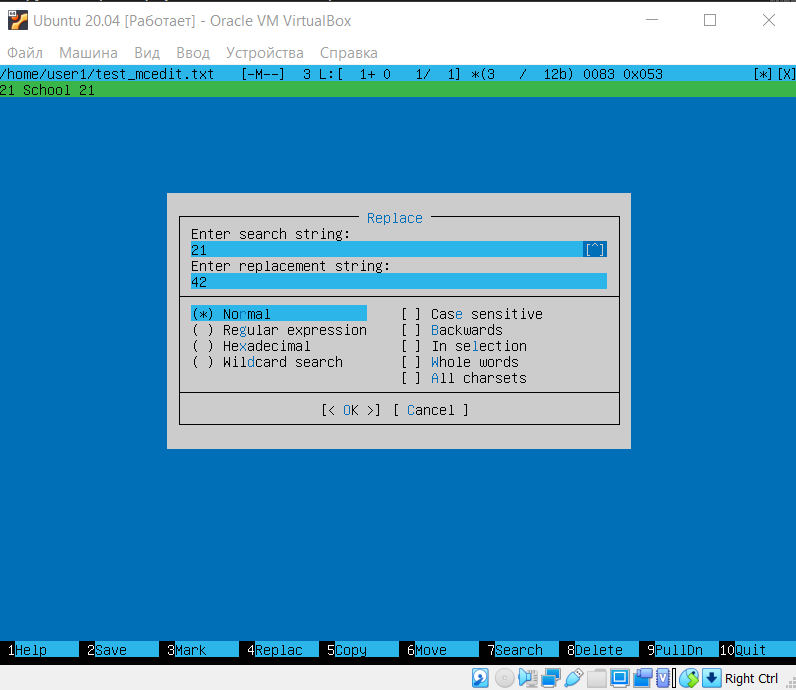 Ubuntu 20.04 [Работает] - Oracle VM VirtualBox
Файл Машина Вид Ввод Устройства Справка
/home/user1/test_mcedit.txt [-M--] 3 L:[ 1+ 0 1/ 1] *(3 / 12b) 0083 0x053 [*][X]
21 School 21
Replace
Enter search string:
21 [^]
Enter replacement string:
42
(*) Normal [ ] Case sensitive
( ) Regular expression [ ] Backwards
( ) Hexadecimal [ ] In selection
( ) Wildcard search [ ] Whole words
[ ] All charsets
[< OK >] [ Cancel ]
1Help 2Save 3Mark 4Replac 5Copy 6Move 7Search 8Delete 9PullDn 10Quit
Right Ctrl